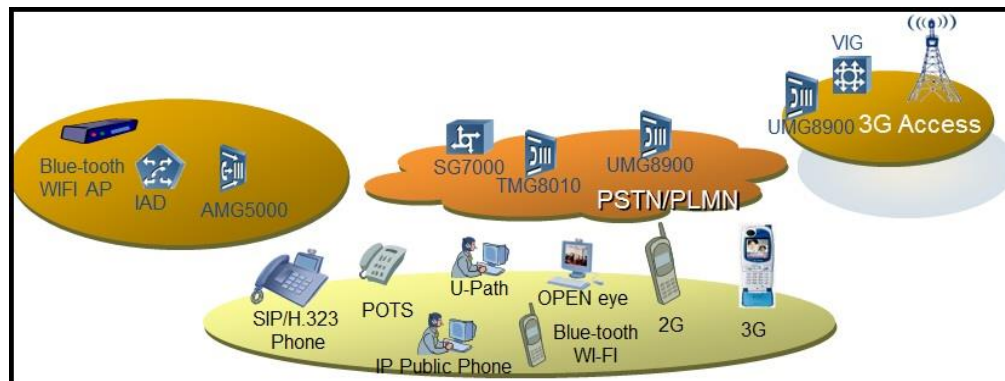 VIG
UMG8900
3G Access
Blue-tooth
WIFI AP
IAD
AMG5000
SG7000
TMG8010
UMG8900
PSTN/PLMN
SIP/H.323
Phone
POTS
U-Path
OPEN eye
2G
3G
IP Public Phone
Blue-tooth
WI-FI